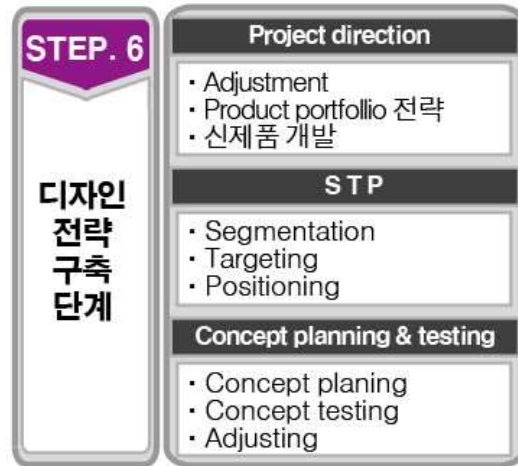 STEP. 6
디자인
전략
구축
단계
Project direction
· Adjustment
· Product portfollio 전략
· 신제품 개발
STP
· Segmentation
· Targeting
· Positioning
Concept planning & testing
· Concept planing
· Concept testing
· Adjusting